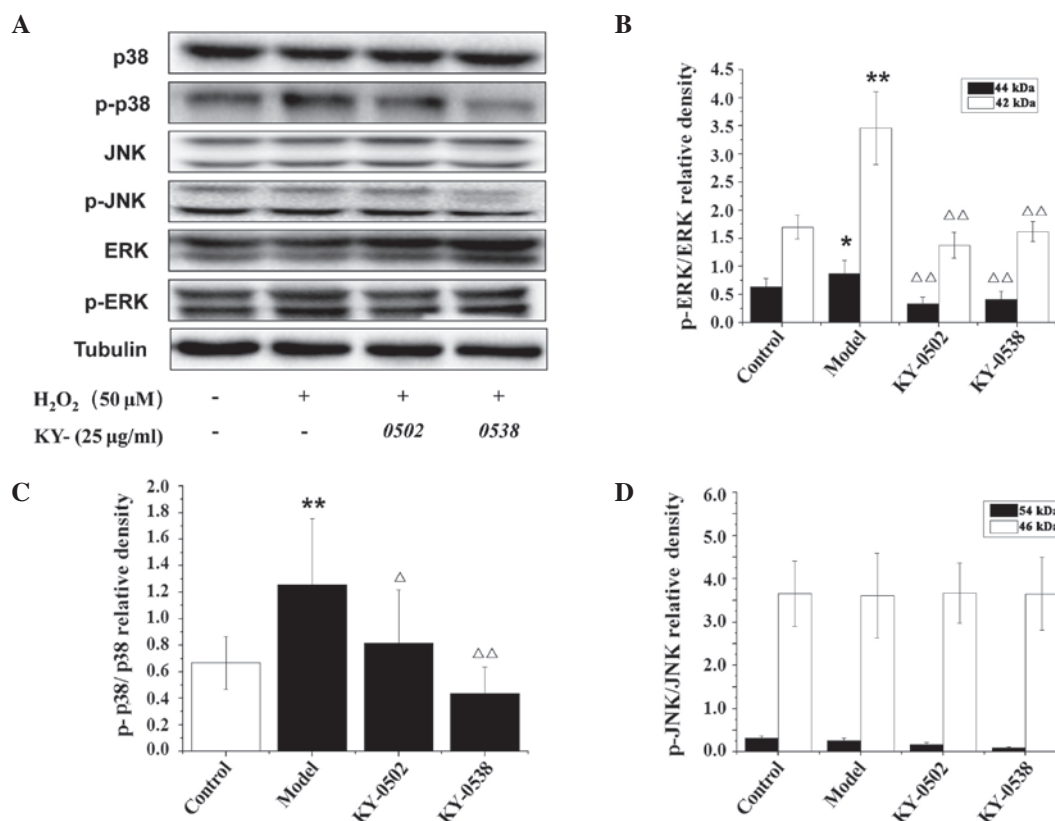 A
p38
p-p38
JNK
p-JNK
ERK
p-ERK
Tubulin
H₂O₂ (50 µM) - + + +
KY- (25 µg/ml) - - 0502 0538
B
p-ERK/ERK relative density
4.5
4.0
3.5
3.0
2.5
2.0
1.5
1.0
0.5
0.0
44 kDa
42 kDa
*
**
△△
△△
△△
△△
Control
Model
KY-0502
KY-0538
C
p- p38/ p38 relative density
2.0
1.8
1.6
1.4
1.2
1.0
0.8
0.6
0.4
0.2
0.0
**
△
△△
Control
Model
KY-0502
KY-0538
D
p-JNK/JNK relative density
6.0
5.0
4.0
3.0
2.0
1.0
0.0
54 kDa
46 kDa
Control
Model
KY-0502
KY-0538